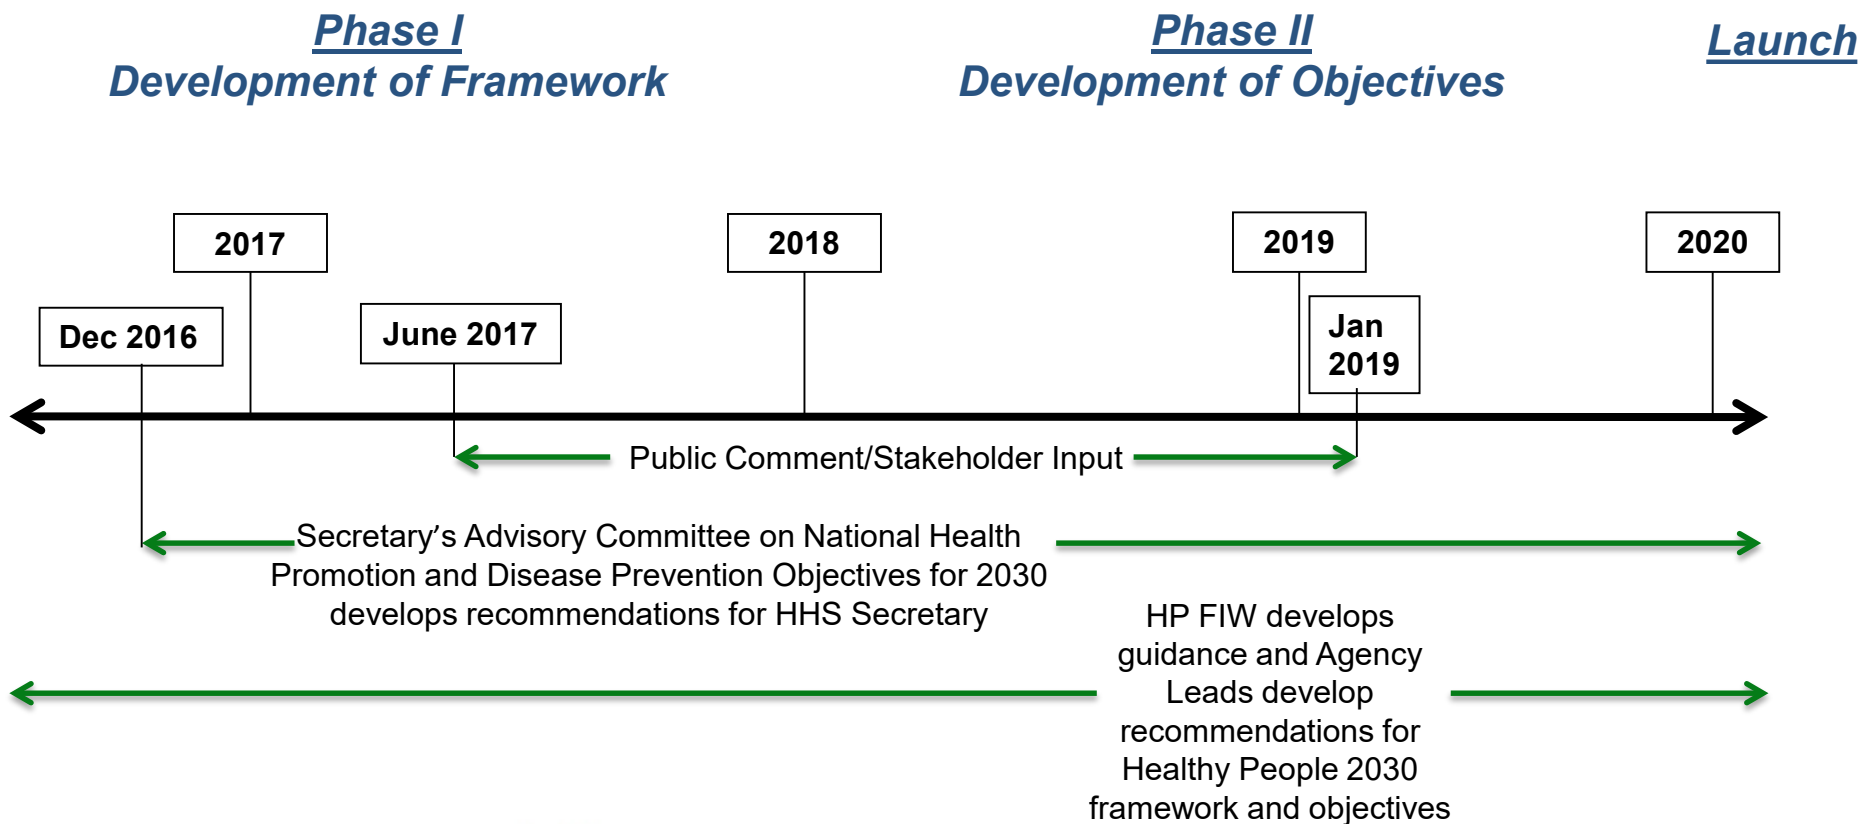 Phase I
Development of Framework
Phase II
Development of Objectives
Launch
2017
2018
2019
2020
Dec 2016
June 2017
Jan
2019
Public Comment/Stakeholder Input
Secretary’s Advisory Committee on National Health
Promotion and Disease Prevention Objectives for 2030
develops recommendations for HHS Secretary
HP FIW develops
guidance and Agency
Leads develop
recommendations for
Healthy People 2030
framework and objectives